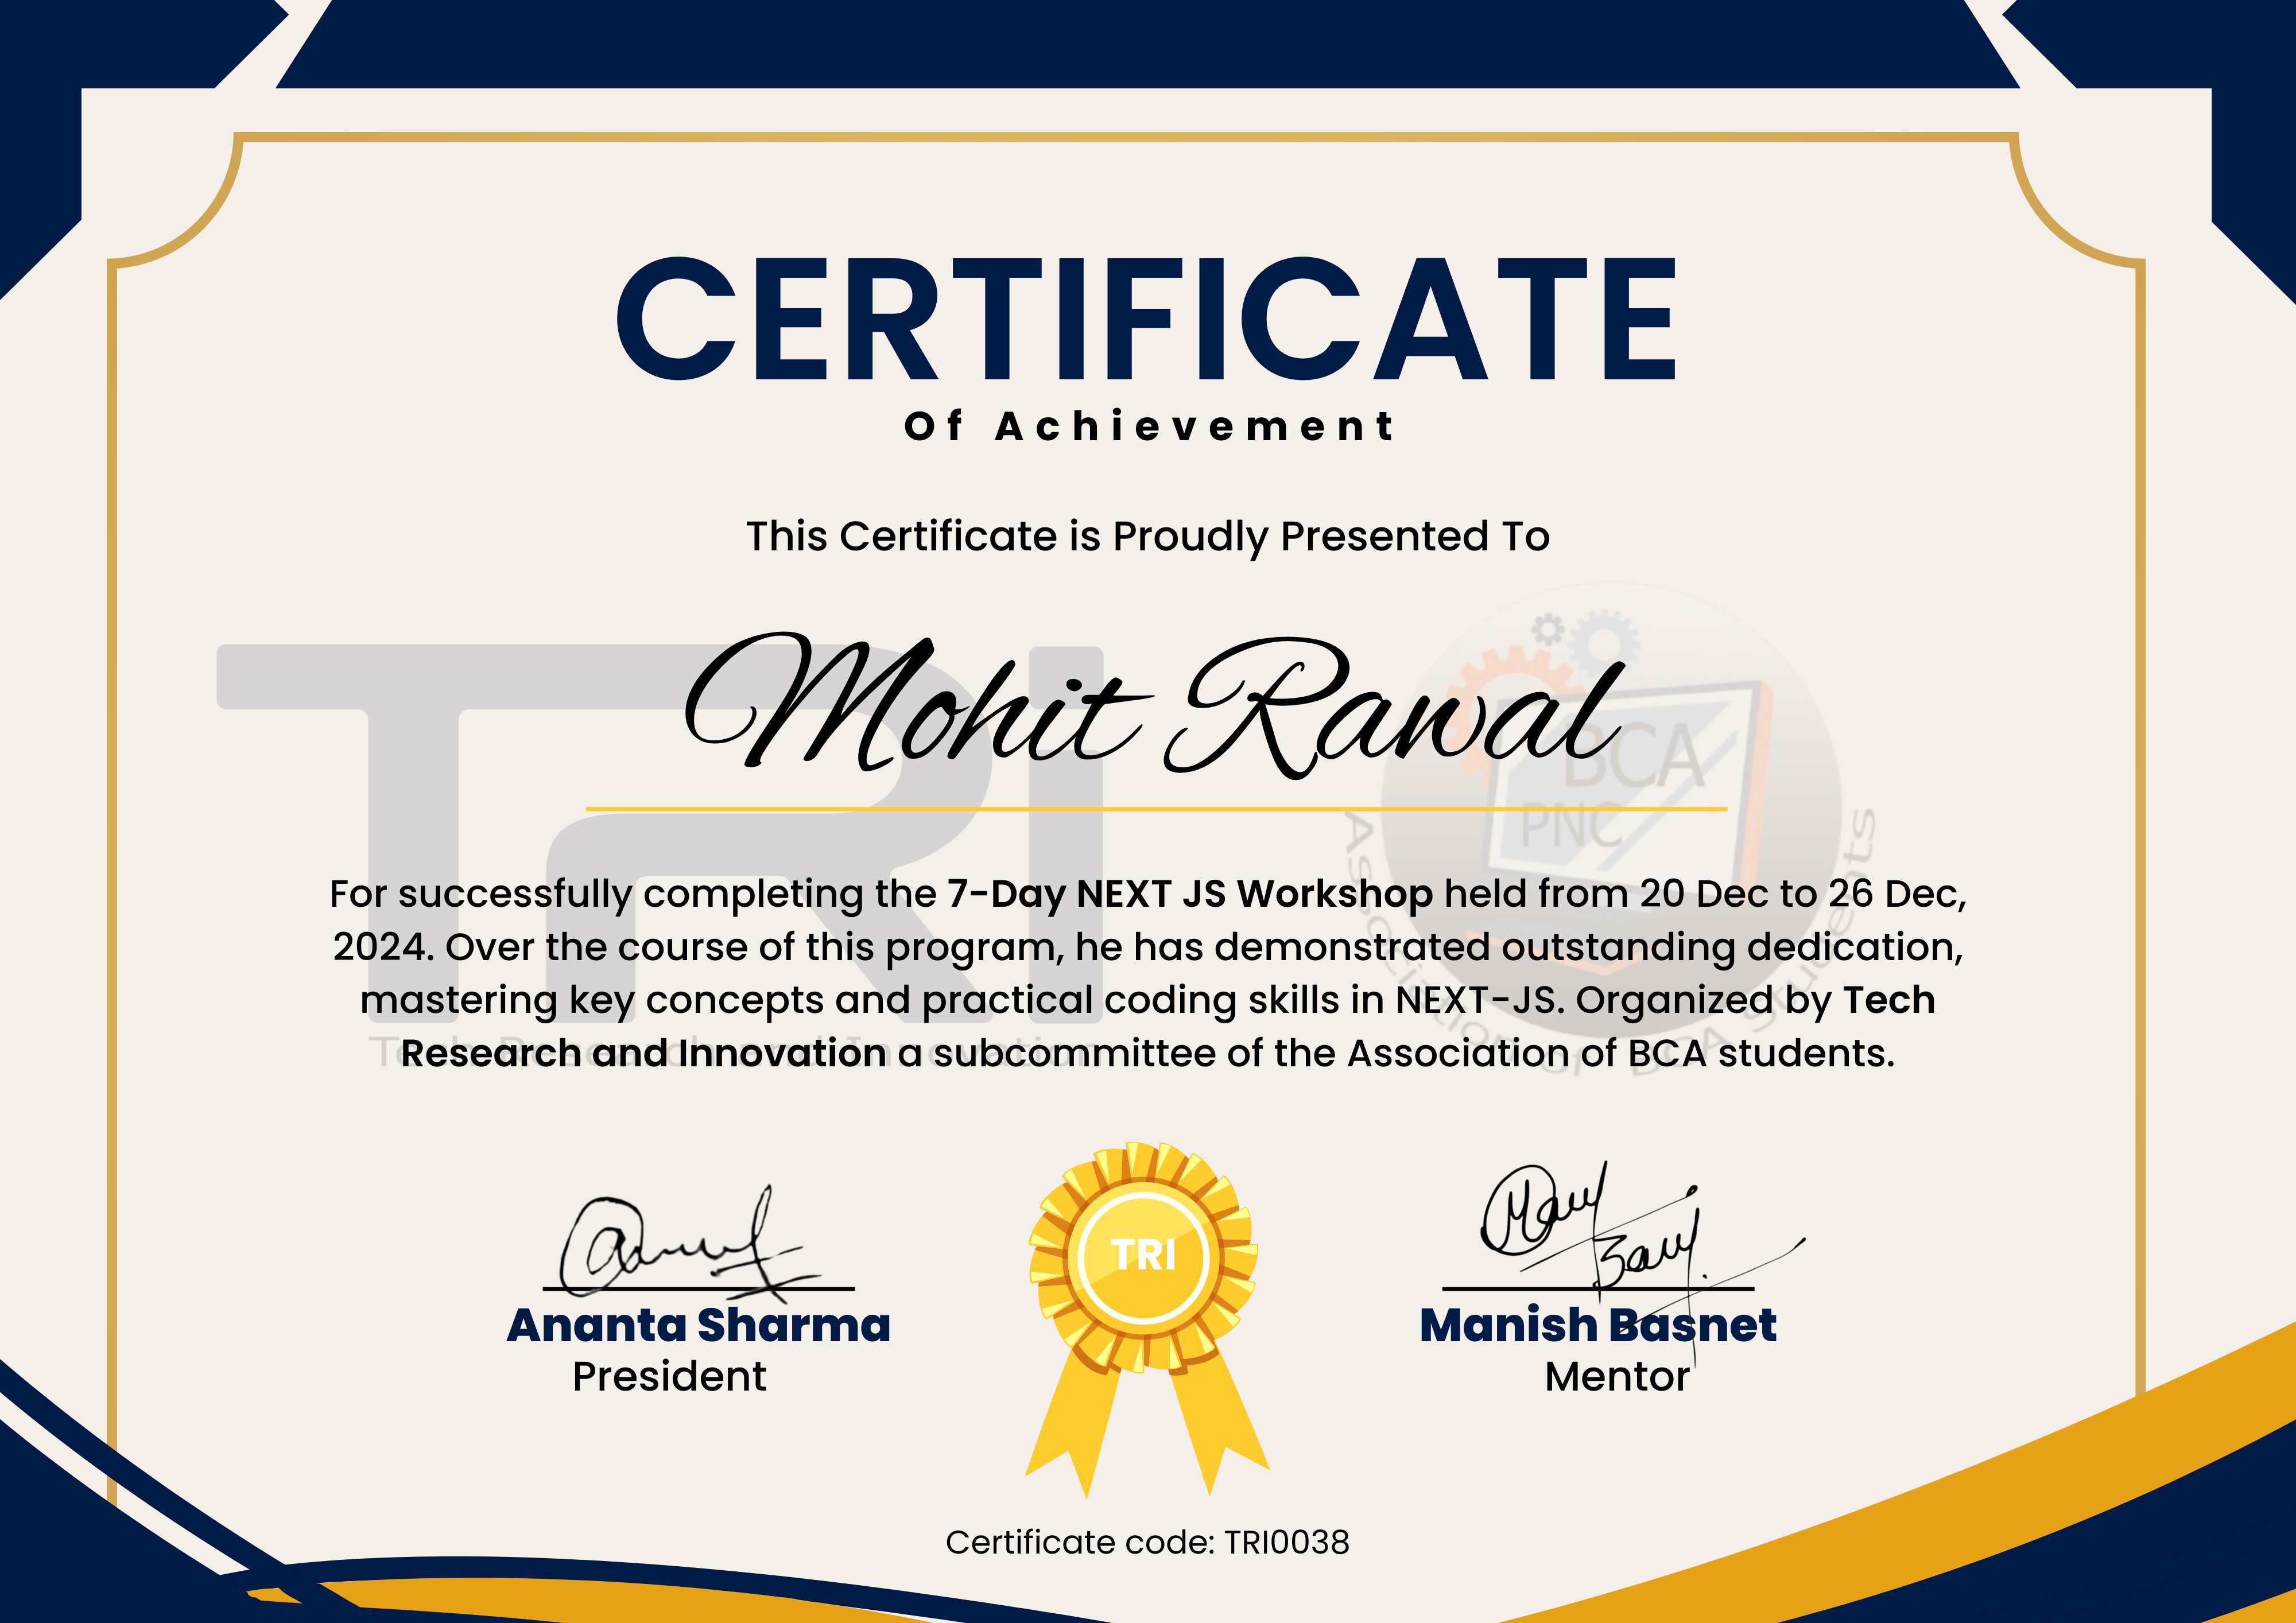 CERTIFICATE
Of Achievement
This Certificate is Proudly Presented To
Mohit Rawal
BCA
PNC
Association of BCA Students
For successfully completing the 7-Day NEXT JS Workshop held from 20 Dec to 26 Dec,
2024. Over the course of this program, he has demonstrated outstanding dedication,
mastering key concepts and practical coding skills in NEXT-JS. Organized by Tech
Research and Innovation a subcommittee of the Association of BCA students.
TRI
Tech Research and Innovation
TRI
Ananta Sharma
President
Manish Basnet
Mentor
Certificate code: TRI0038